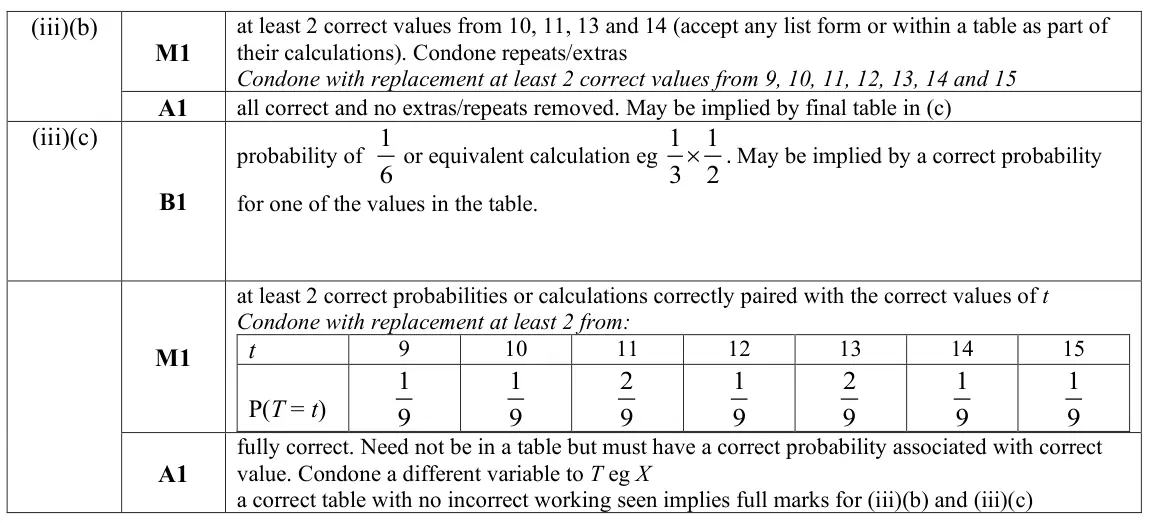 (iii)(b) M1 at least 2 correct values from 10, 11, 13 and 14 (accept any list form or within a table as part of
their calculations). Condone repeats/extras
Condone with replacement at least 2 correct values from 9, 10, 11, 12, 13, 14 and 15
A1 all correct and no extras/repeats removed. May be implied by final table in (c)
(iii)(c) B1 probability of 1/6 or equivalent calculation eg 1/3 × 1/2 . May be implied by a correct probability
for one of the values in the table.
M1 at least 2 correct probabilities or calculations correctly paired with the correct values of t
Condone with replacement at least 2 from:
t 9 10 11 12 13 14 15
P(T = t) 1/9 1/9 2/9 1/9 2/9 1/9 1/9
A1 fully correct. Need not be in a table but must have a correct probability associated with correct
value. Condone a different variable to T eg X
a correct table with no incorrect working seen implies full marks for (iii)(b) and (iii)(c)